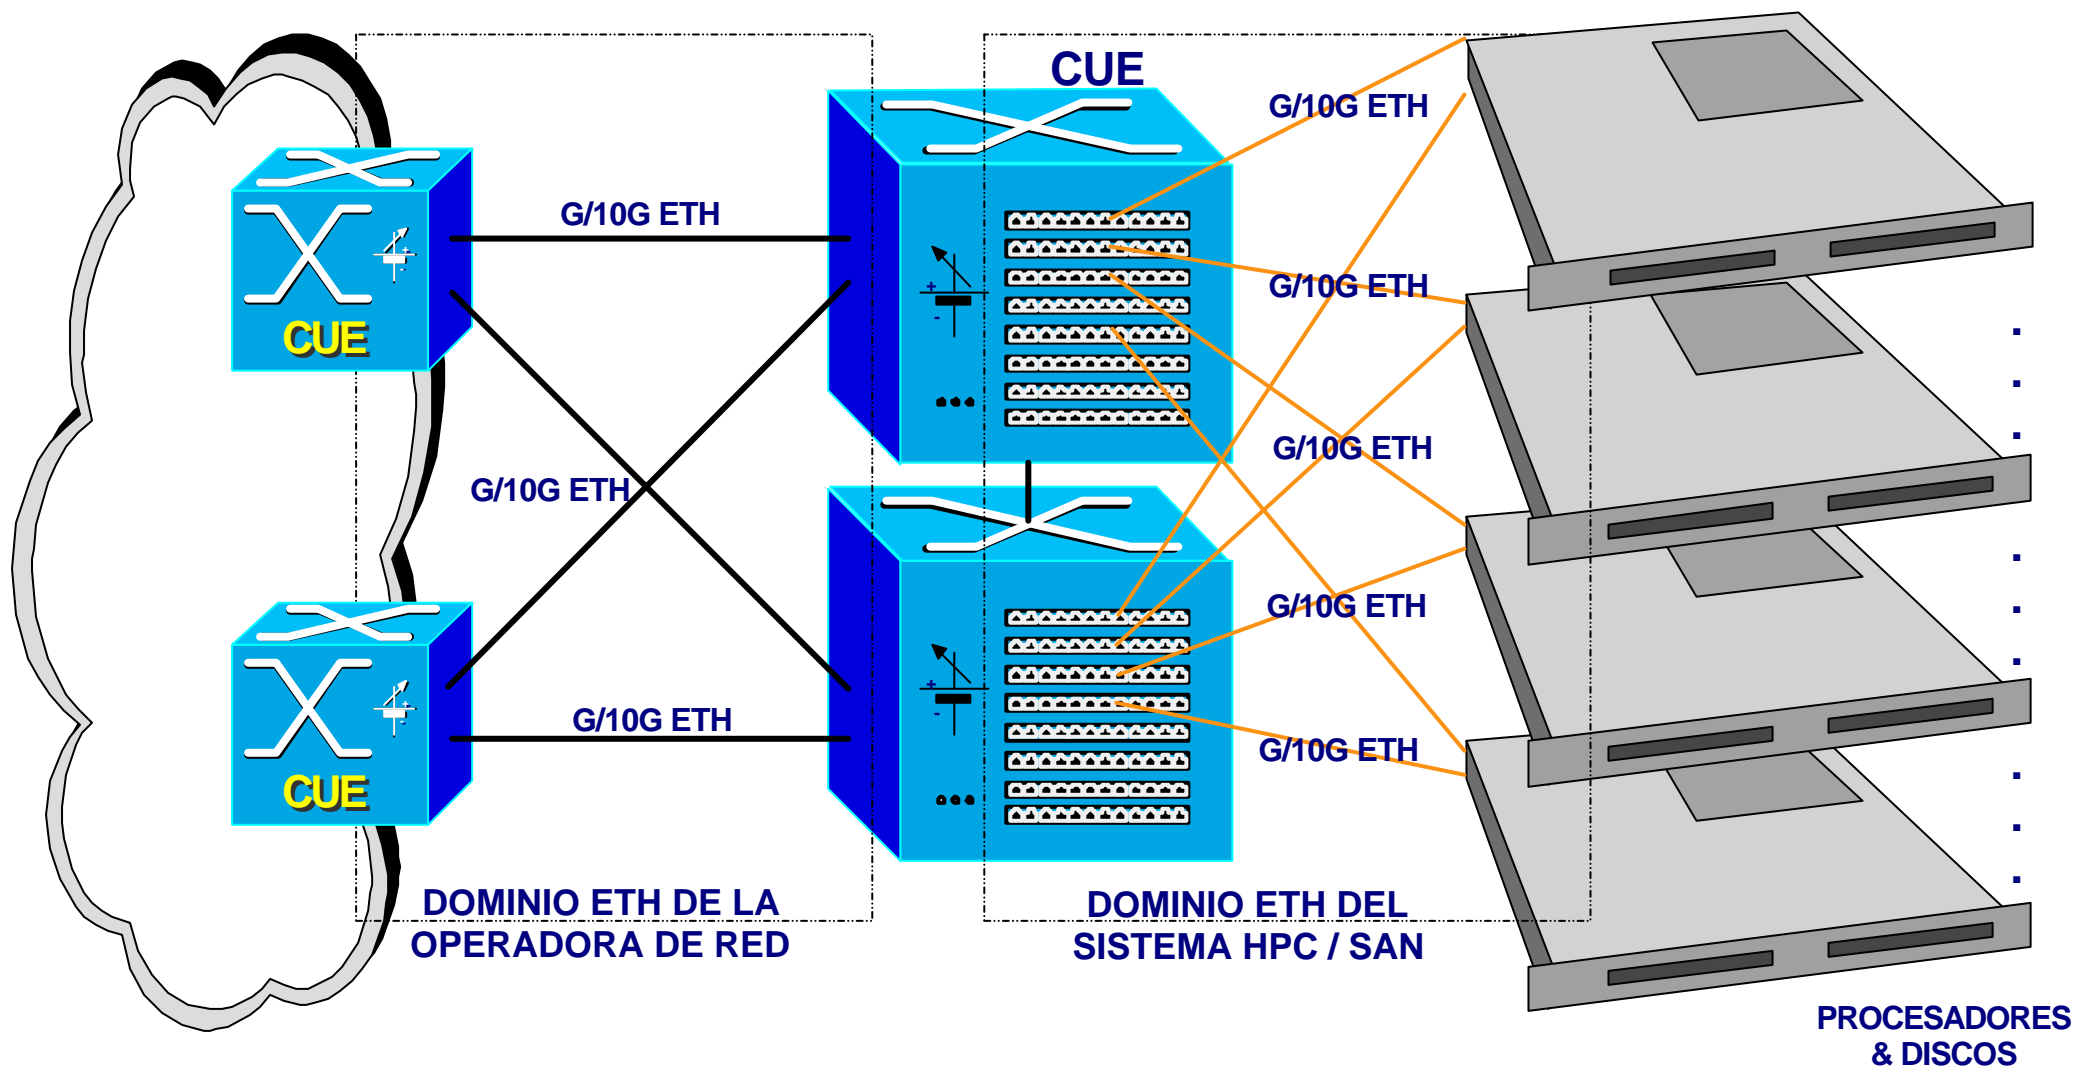 CUE
G/10G ETH
G/10G ETH
G/10G ETH
CUE
G/10G ETH
G/10G ETH
G/10G ETH
G/10G ETH
G/10G ETH
CUE
DOMINIO ETH DE LA
OPERADORA DE RED
DOMINIO ETH DEL
SISTEMA HPC / SAN
PROCESADORES
& DISCOS